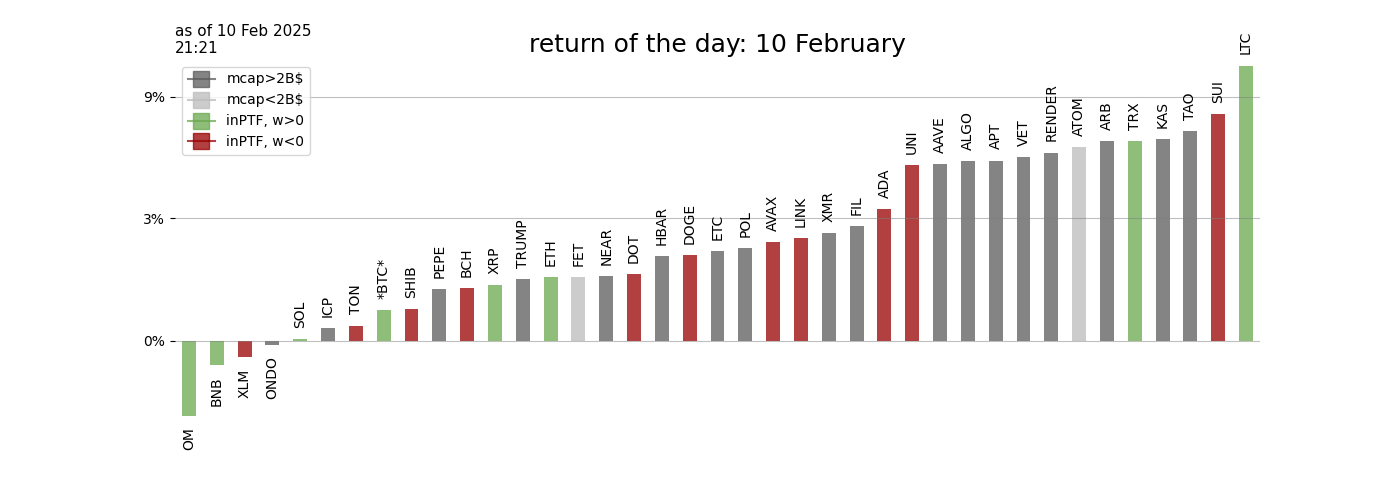 as of 10 Feb 2025
21:21
return of the day: 10 February
mcap>2B$
mcap<2B$
inPTF, w>0
inPTF, w<0
9%
3%
0%
OM
BNB
XLM
ONDO
SOL
ICP
TON
*BTC*
SHIB
PEPE
BCH
XRP
TRUMP
ETH
FET
NEAR
DOT
HBAR
DOGE
ETC
POL
AVAX
LINK
XMR
FIL
ADA
UNI
AAVE
ALGO
APT
VET
RENDER
ATOM
ARB
TRX
KAS
TAO
SUI
LTC